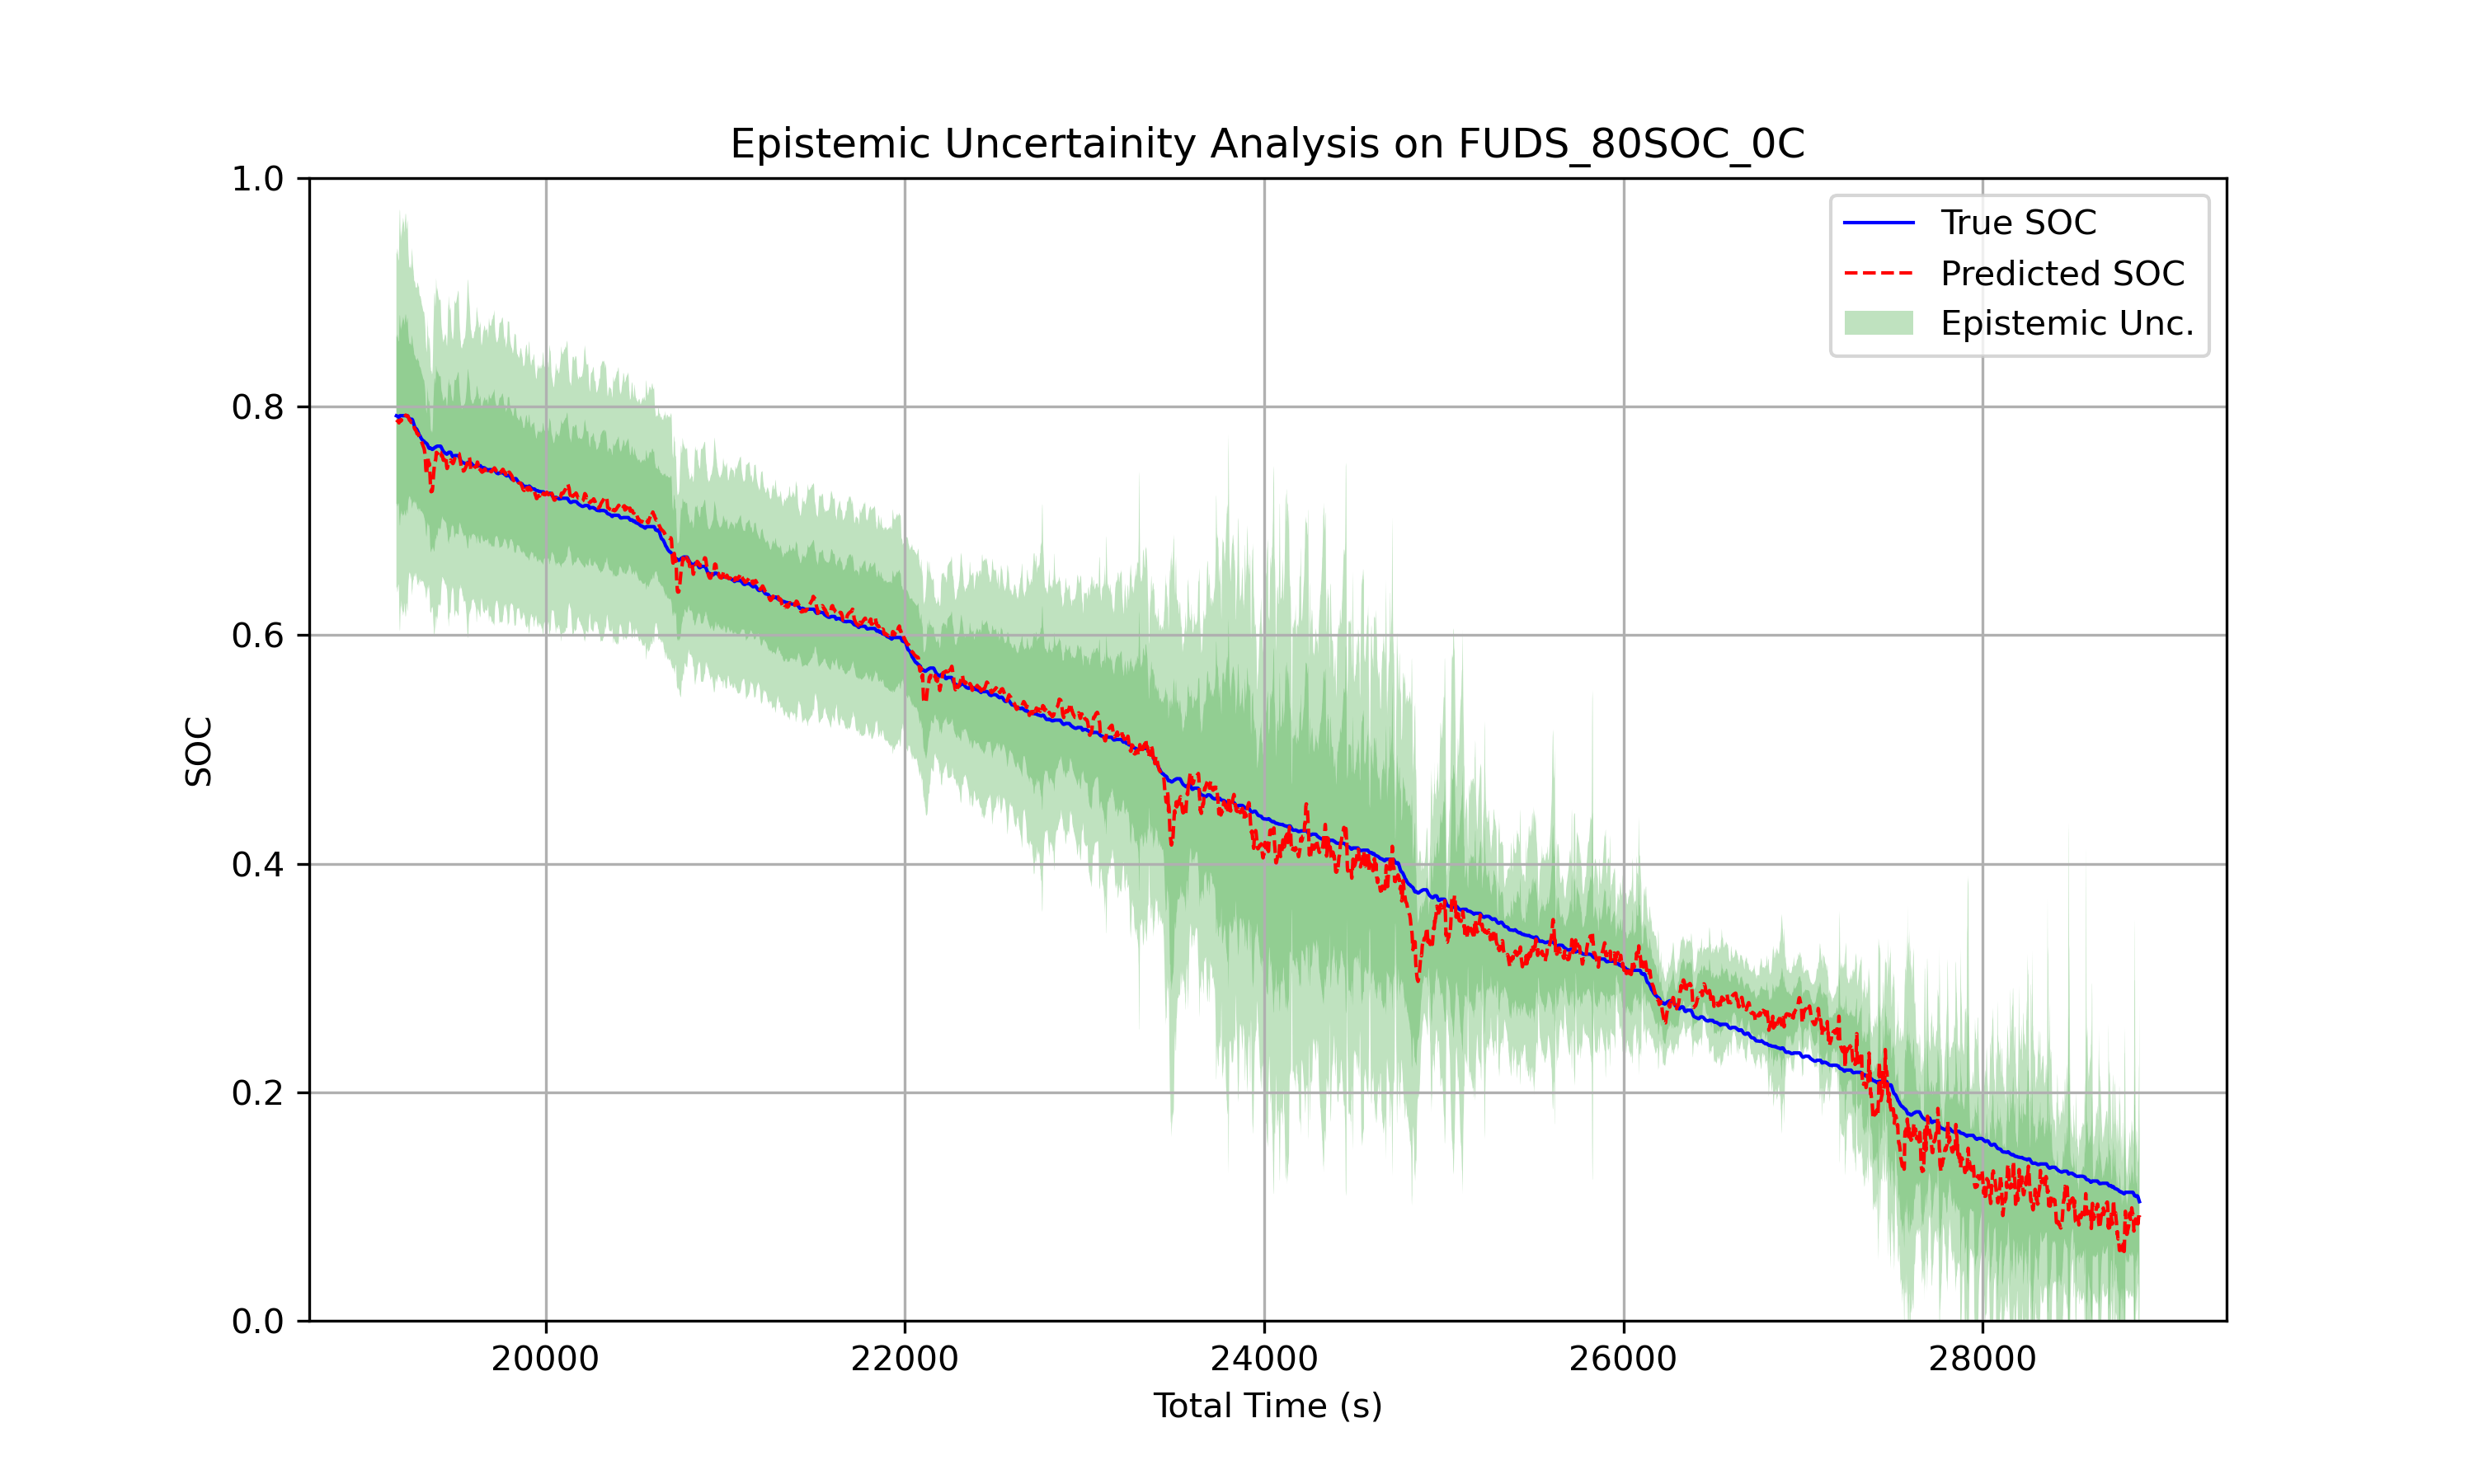 Epistemic Uncertainity Analysis on FUDS_80SOC_0C
True SOC
Predicted SOC
Epistemic Unc.
SOC
1.0
0.8
0.6
0.4
0.2
0.0
20000 22000 24000 26000 28000
Total Time (s)